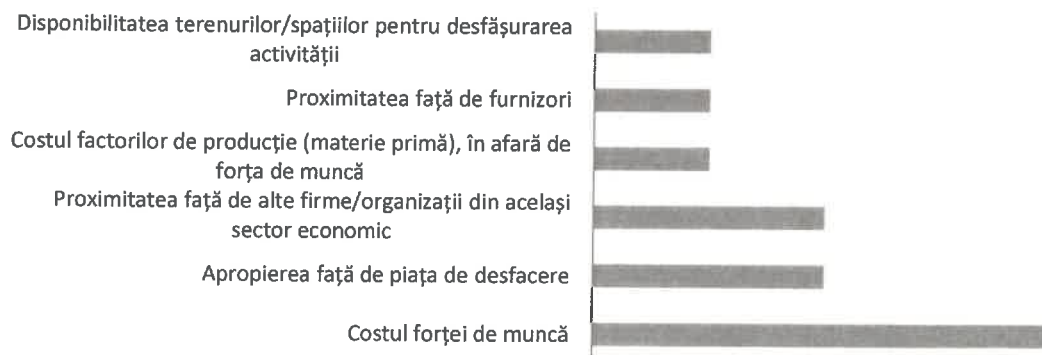 Disponibilitatea terenurilor/spațiilor pentru desfășurarea
activității
Proximitatea față de furnizori
Costul factorilor de producție (materie primă), în afară de
forța de muncă
Proximitatea față de alte firme/organizații din același
sector economic
Apropierea față de piața de desfacere
Costul forței de muncă